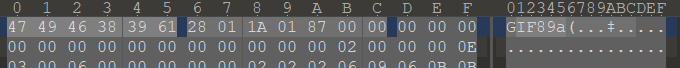 0 1 2 3 4 5 6 7 8 9 A B C D E F 0123456789ABCDEF
47 49 46 38 39 61 28 01 1A 01 87 00 00 00 00 00 GIF89a(...‡.....
00 00 00 00 00 00 00 00 00 00 02 00 00 00 0E ...............